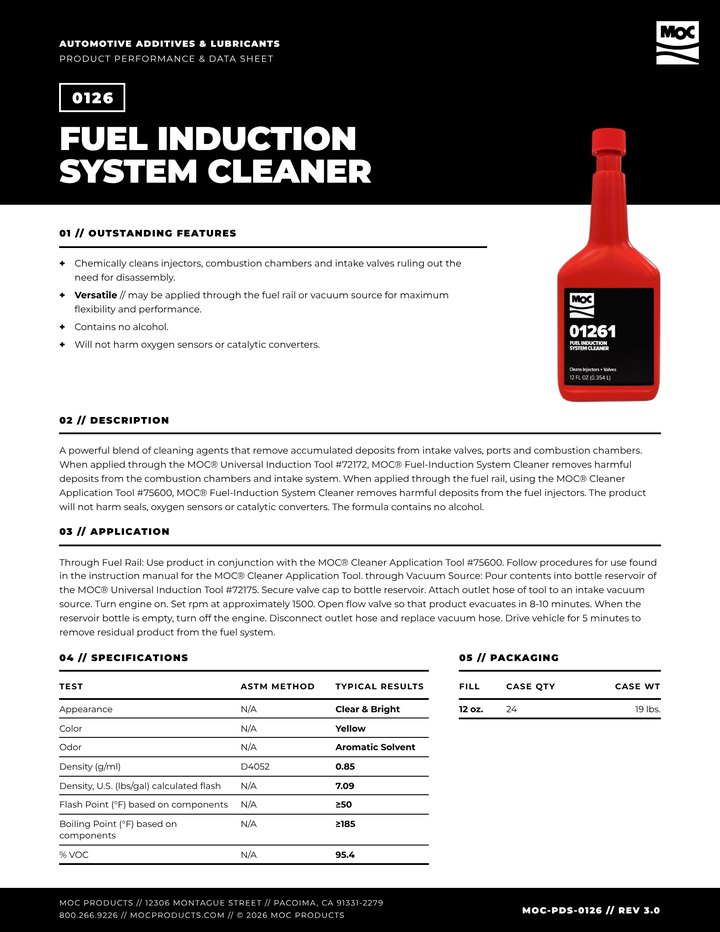 AUTOMOTIVE ADDITIVES & LUBRICANTS
PRODUCT PERFORMANCE & DATA SHEET
MOC
0126
FUEL INDUCTION
SYSTEM CLEANER
01 // OUTSTANDING FEATURES
+ Chemically cleans injectors, combustion chambers and intake valves ruling out the
need for disassembly.
+ Versatile // may be applied through the fuel rail or vacuum source for maximum
flexibility and performance.
+ Contains no alcohol.
+ Will not harm oxygen sensors or catalytic converters.
MOC
01261
FUEL INDUCTION
SYSTEM CLEANER
Cleans Injectors + Valves
12 FL OZ (0.354 L)
02 // DESCRIPTION
A powerful blend of cleaning agents that remove accumulated deposits from intake valves, ports and combustion chambers.
When applied through the MOC® Universal Induction Tool #72172, MOC® Fuel-Induction System Cleaner removes harmful
deposits from the combustion chambers and intake system. When applied through the fuel rail, using the MOC® Cleaner
Application Tool #75600, MOC® Fuel-Induction System Cleaner removes harmful deposits from the fuel injectors. The product
will not harm seals, oxygen sensors or catalytic converters. The formula contains no alcohol.
03 // APPLICATION
Through Fuel Rail: Use product in conjunction with the MOC® Cleaner Application Tool #75600. Follow procedures for use found
in the instruction manual for the MOC® Cleaner Application Tool. through Vacuum Source: Pour contents into bottle reservoir of
the MOC® Universal Induction Tool #72175. Secure valve cap to bottle reservoir. Attach outlet hose of tool to an intake vacuum
source. Turn engine on. Set rpm at approximately 1500. Open flow valve so that product evacuates in 8-10 minutes. When the
reservoir bottle is empty, turn off the engine. Disconnect outlet hose and replace vacuum hose. Drive vehicle for 5 minutes to
remove residual product from the fuel system.
04 // SPECIFICATIONS
TEST ASTM METHOD TYPICAL RESULTS
Appearance N/A Clear & Bright
Color N/A Yellow
Odor N/A Aromatic Solvent
Density (g/ml) D4052 0.85
Density, U.S. (lbs/gal) calculated flash N/A 7.09
Flash Point (°F) based on components N/A ≥50
Boiling Point (°F) based on N/A ≥185
components
% VOC N/A 95.4
05 // PACKAGING
FILL CASE QTY CASE WT
12 oz. 24 19 lbs.
MOC PRODUCTS // 12306 MONTAGUE STREET // PACOIMA, CA 91331-2279
800.266.9226 // MOCPRODUCTS.COM // © 2026 MOC PRODUCTS
MOC-PDS-0126 // REV 3.0